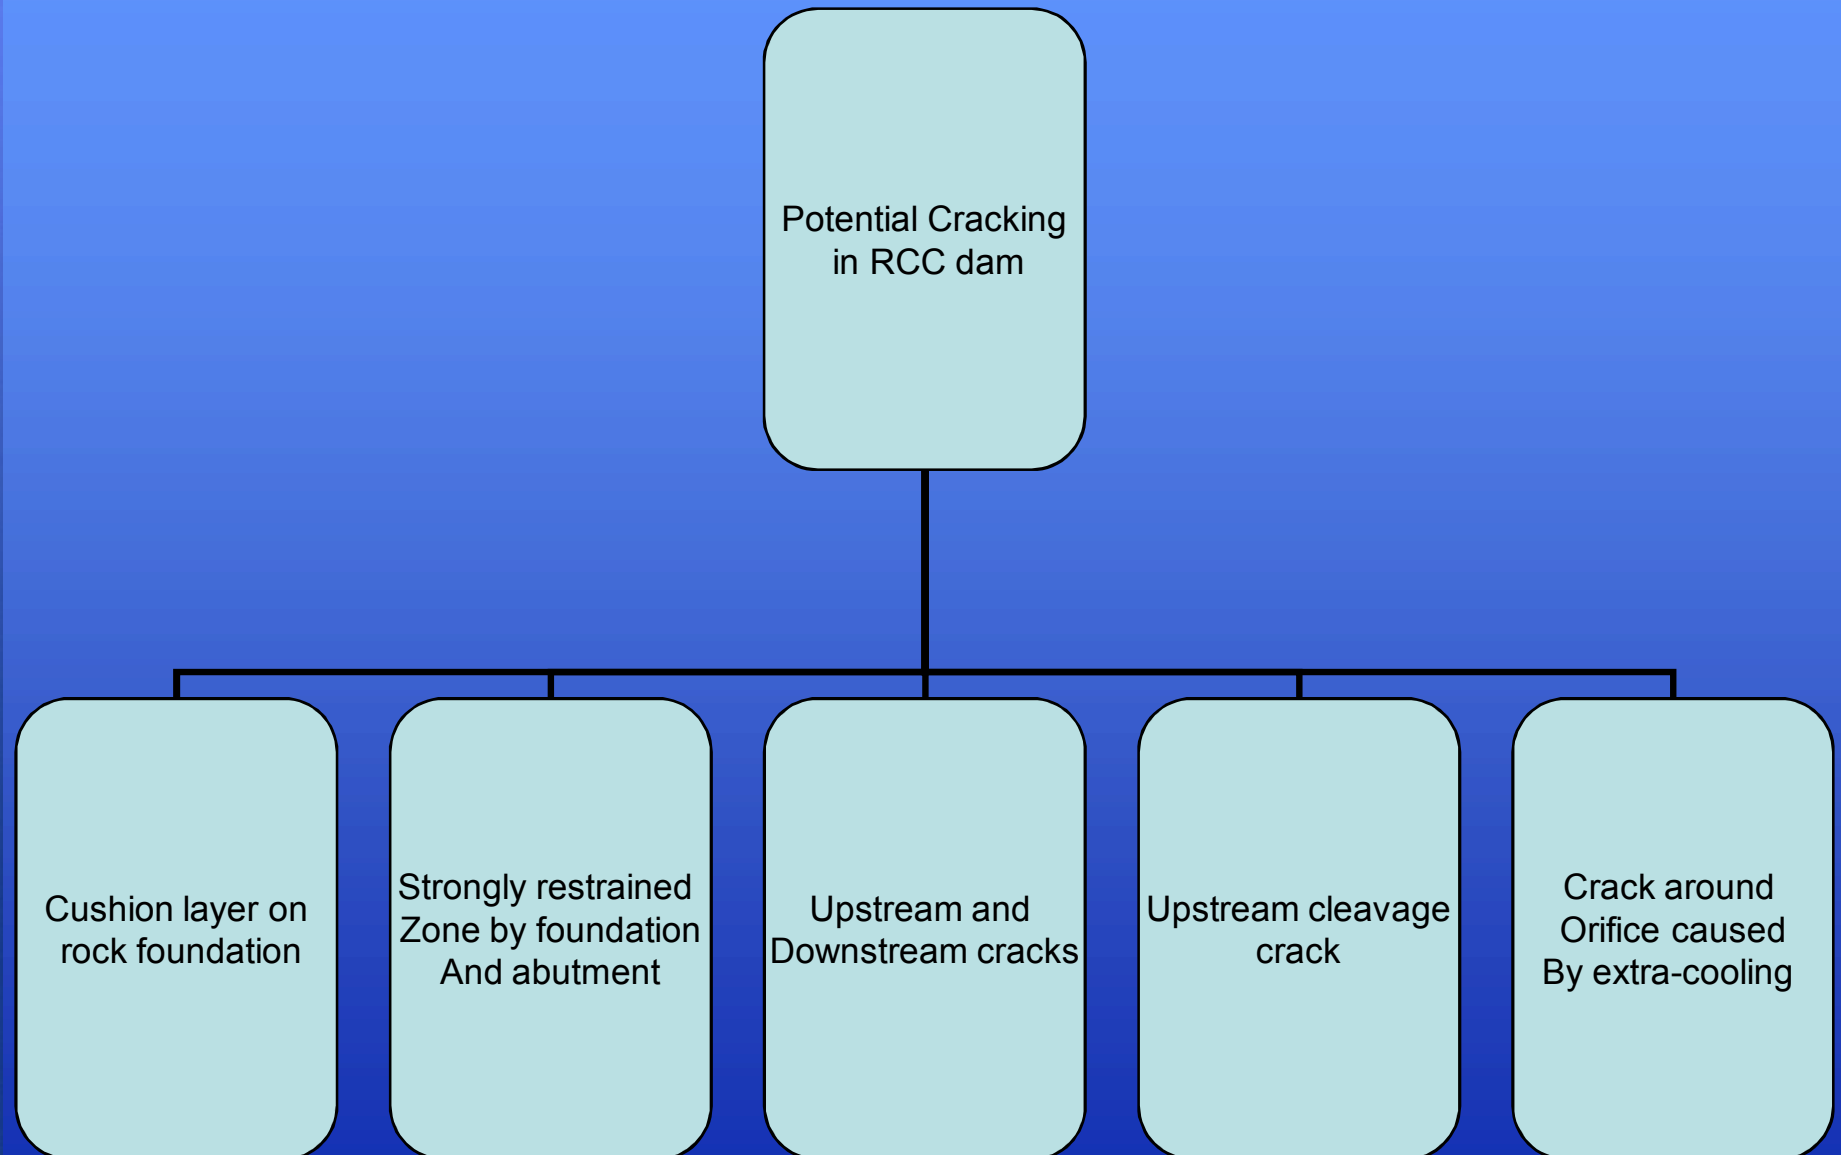 Potential Cracking
in RCC dam
Cushion layer on
rock foundation
Strongly restrained
Zone by foundation
And abutment
Upstream and
Downstream cracks
Upstream cleavage
crack
Crack around
Orifice caused
By extra-cooling